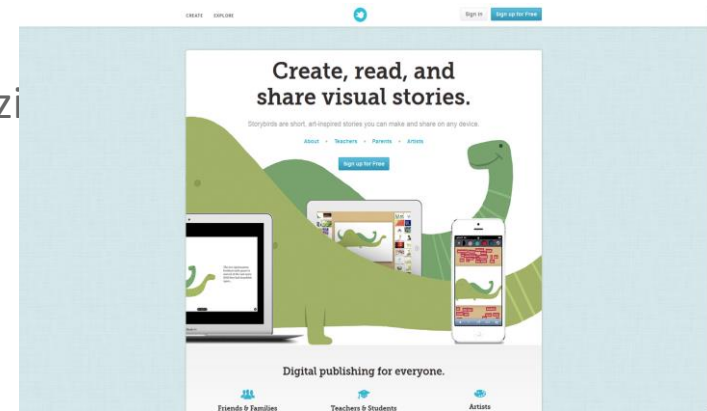 CREATE EXPLORE
Sign in Sign up for Free
zi
Create, read, and
share visual stories.
Storybirds are short, art-inspired stories you can make and share on any device.
About • Teachers • Parents • Artists
Sign up for Free
Digital publishing for everyone.
Friends & Families Teachers & Students Artists